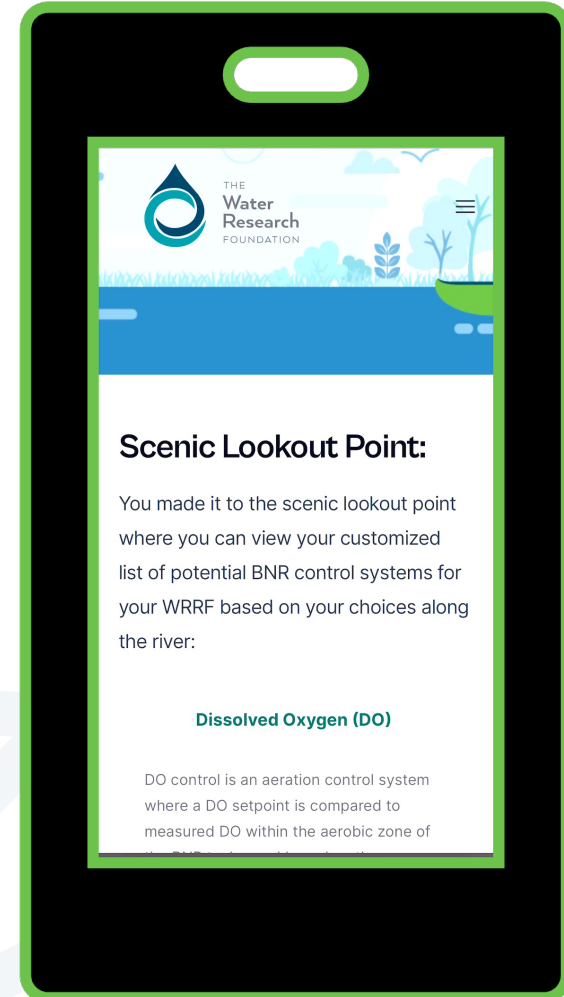 THE
Water
Research
FOUNDATION
Scenic Lookout Point:
You made it to the scenic lookout point
where you can view your customized
list of potential BNR control systems for
your WRRF based on your choices along
the river:
Dissolved Oxygen (DO)
DO control is an aeration control system
where a DO setpoint is compared to
measured DO within the aerobic zone of